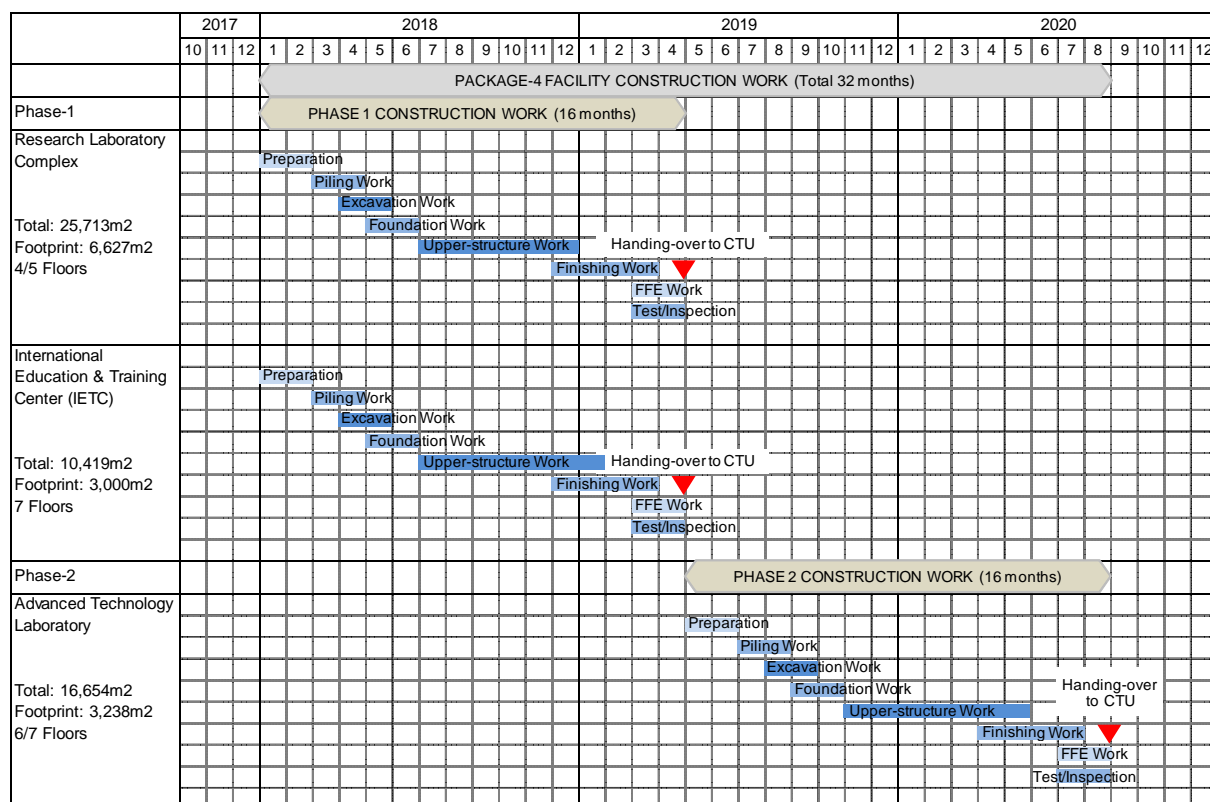 2017 2018 2019 2020
10 11 12 1 2 3 4 5 6 7 8 9 10 11 12 1 2 3 4 5 6 7 8 9 10 11 12 1 2 3 4 5 6 7 8 9 10 11 12
PACKAGE-4 FACILITY CONSTRUCTION WORK (Total 32 months)
Phase-1
PHASE 1 CONSTRUCTION WORK (16 months)
Research Laboratory
Complex
Preparation
Piling Work
Excavation Work
Total: 25,713m2
Foundation Work
Footprint: 6,627m2
Upper-structure Work
Handing-over to CTU
4/5 Floors
Finishing Work
FFE Work
Test/Inspection
International
Education & Training
Preparation
Center (IETC)
Piling Work
Excavation Work
Foundation Work
Total: 10,419m2
Upper-structure Work
Handing-over to CTU
Footprint: 3,000m2
Finishing Work
7 Floors
FFE Work
Test/Inspection
Phase-2
PHASE 2 CONSTRUCTION WORK (16 months)
Advanced Technology
Laboratory
Preparation
Piling Work
Excavation Work
Total: 16,654m2
Foundation Work
Handing-over
to CTU
Footprint: 3,238m2
Upper-structure Work
6/7 Floors
Finishing Work
FFE Work
Test/Inspection